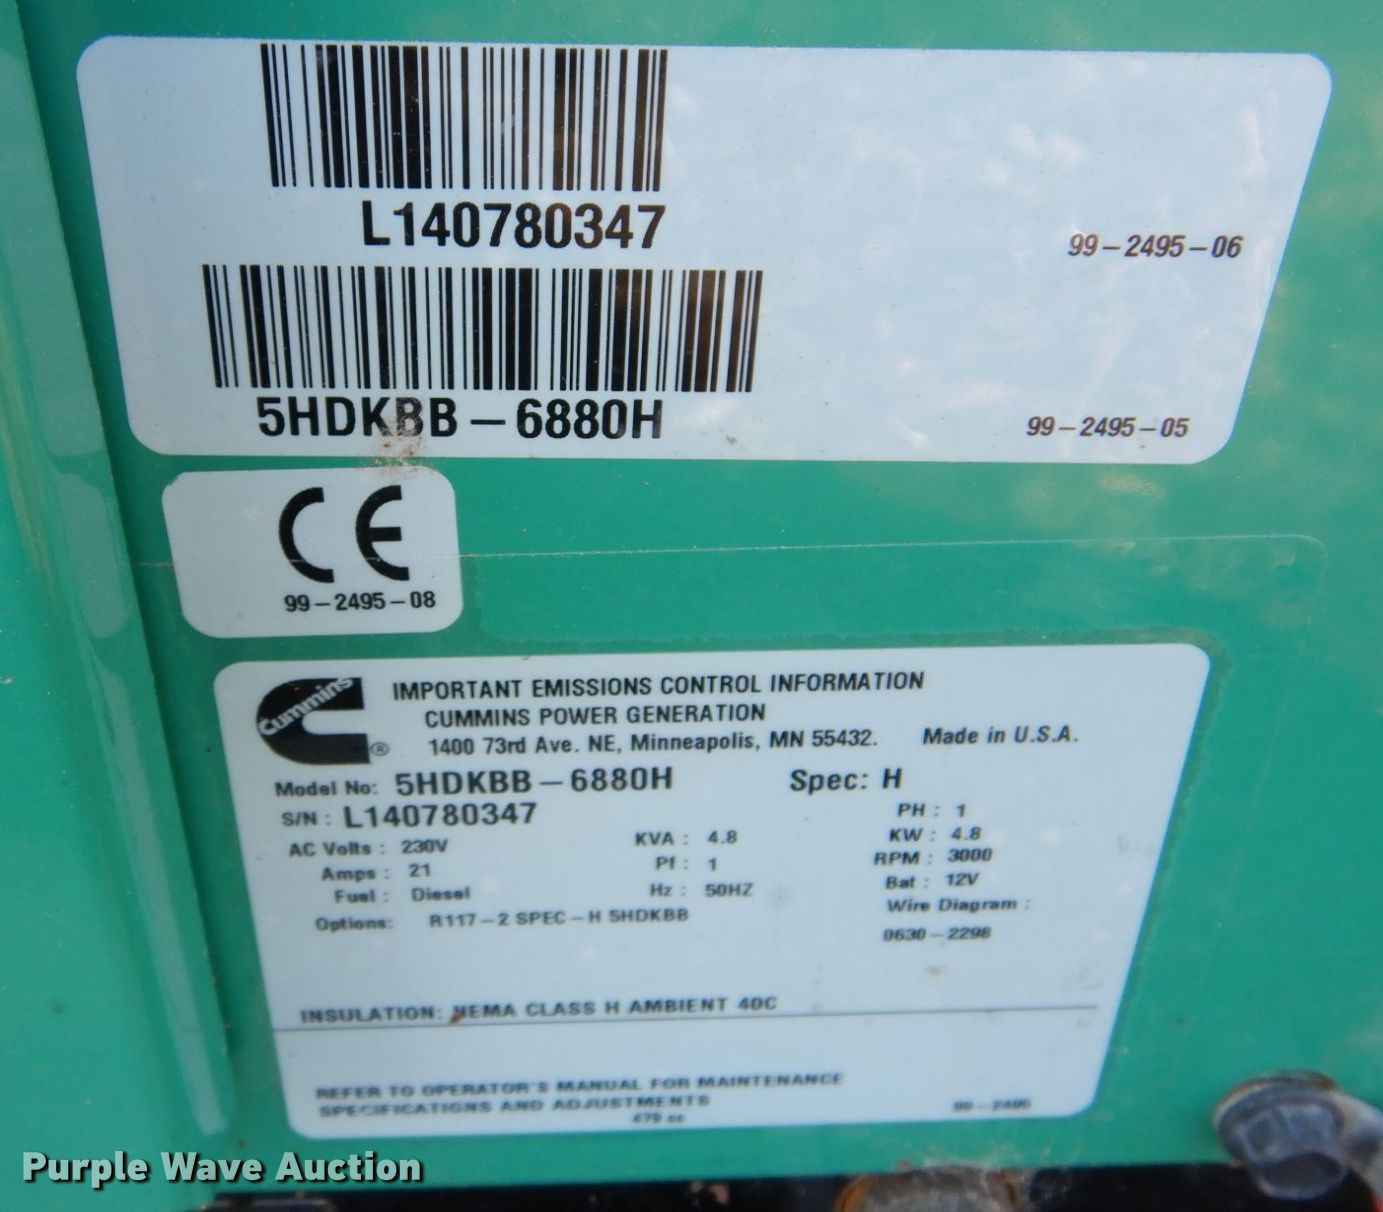 L140780347
99-2495-06
5HDKBB-6880H
99-2495-05
CE
99-2495-08
Cummins ®
IMPORTANT EMISSIONS CONTROL INFORMATION
CUMMINS POWER GENERATION
1400 73rd Ave. NE, Minneapolis, MN 55432. Made in U.S.A.
Model No: 5HDKBB-6880H Spec: H
S/N : L140780347 PH : 1
AC Volts : 230V KVA : 4.8 KW : 4.8
Amps : 21 Pf : 1 RPM : 3000
Fuel : Diesel Hz : 50HZ Bat : 12V
Options: R117-2 SPEC-H 5HDKBB Wire Diagram :
0630-2298
INSULATION: NEMA CLASS H AMBIENT 40C
REFER TO OPERATOR'S MANUAL FOR MAINTENANCE
SPECIFICATIONS AND ADJUSTMENTS
479 cc 99-2495
Purple Wave Auction